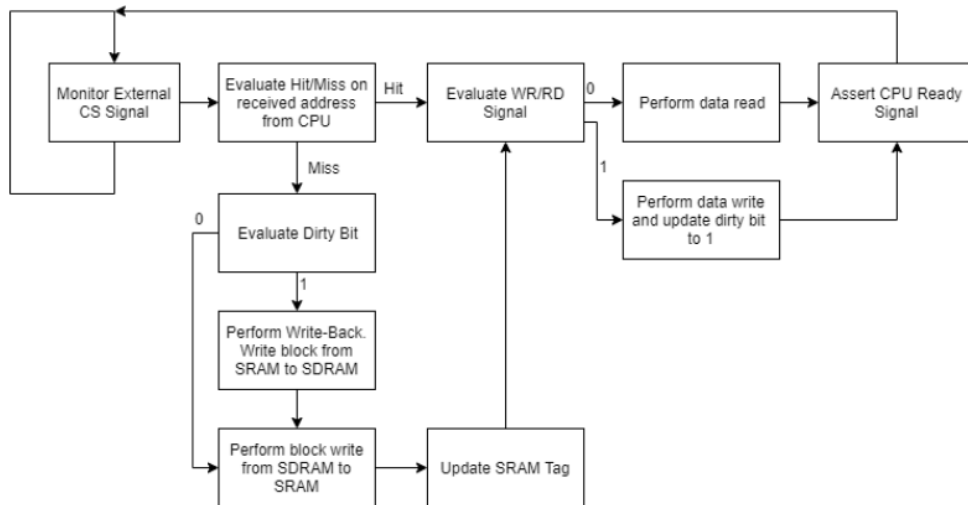 Monitor External
CS Signal
Evaluate Hit/Miss on
received address
from CPU
Hit
Evaluate WR/RD
Signal
0
Perform data read
Assert CPU Ready
Signal
Miss
1
Perform data write
and update dirty bit
to 1
0
Evaluate Dirty Bit
1
Perform Write-Back.
Write block from
SRAM to SDRAM
Perform block write
from SDRAM to
SRAM
Update SRAM Tag